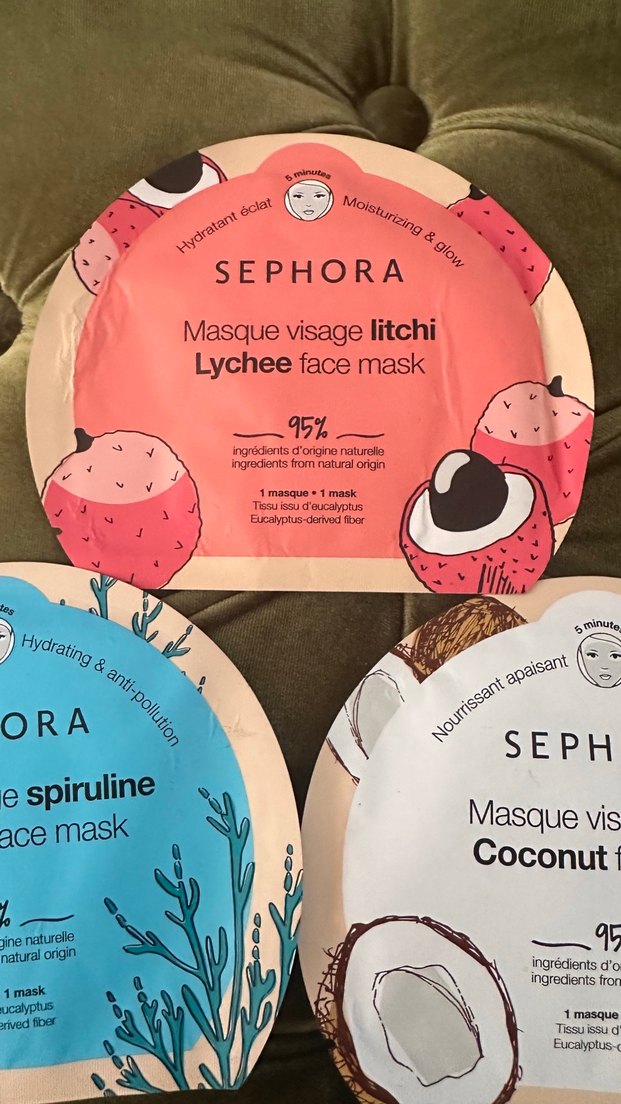 5 minutes
Hydratant éclat
Moisturizing & glow
SEPHORA
Masque visage litchi
Lychee face mask
95%
ingrédients d'origine naturelle
ingredients from natural origin
1 masque • 1 mask
Tissu issu d'eucalyptus
Eucalyptus-derived fiber
Hydrating & anti-pollution
ORA
spiruline
ace mask
%
gine naturelle
natural origin
1 mask
eucalyptus
erived fiber
5 minutes
Nourrissant apaisant
SEPH
Masque vis
Coconut f
95
ingrédients d'o
ingredients from
1 masque
Tissu issu d'
Eucalyptus-